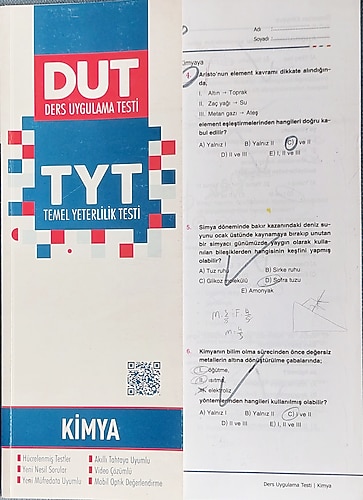 DUT
DERS UYGULAMA TESTİ
TYT
TEMEL YETERLİLİK TESTİ
KİMYA
Hücrelenmiş Testler
Yeni Nesil Sorular
Yeni Müfredata Uyumlu
Akıllı Tahtaya Uyumlu
Video Çözümlü
Mobil Optik Değerlendirme
Adı :
Soyadı :
imyaya
4. Aristo'nun element kavramı dikkate alındığın-
da,
I. Altın → Toprak
II. Zaç yağı → Su
III. Metan gazı → Ateş
element eşleştirmelerinden hangileri doğru ka-
bul edilir?
A) Yalnız I B) Yalnız II C) I ve II
D) II ve III E) I, II ve III
5. Simya döneminde bakır kazanındaki deniz su-
yunu ocak üstünde kaynamaya bırakıp unutan
bir simyacı günümüzde yaygın olarak kulla-
nılan bileşiklerden hangisinin keşfini yapmış
olabilir?
A) Tuz ruhu B) Sirke ruhu
C) Glikoz molekülü D) Sofra tuzu
E) Amonyak
6. Kimyanın bilim olma sürecinden önce değersiz
metallerin altına dönüştürülme çabalarında;
I. öğütme,
II. ısıtma,
III. elektroliz
yöntemlerinden hangileri kullanılmış olabilir?
A) Yalnız I B) Yalnız II C) I ve II
D) II ve III E) I, II ve III
Ders Uygulama Testi | Kimya